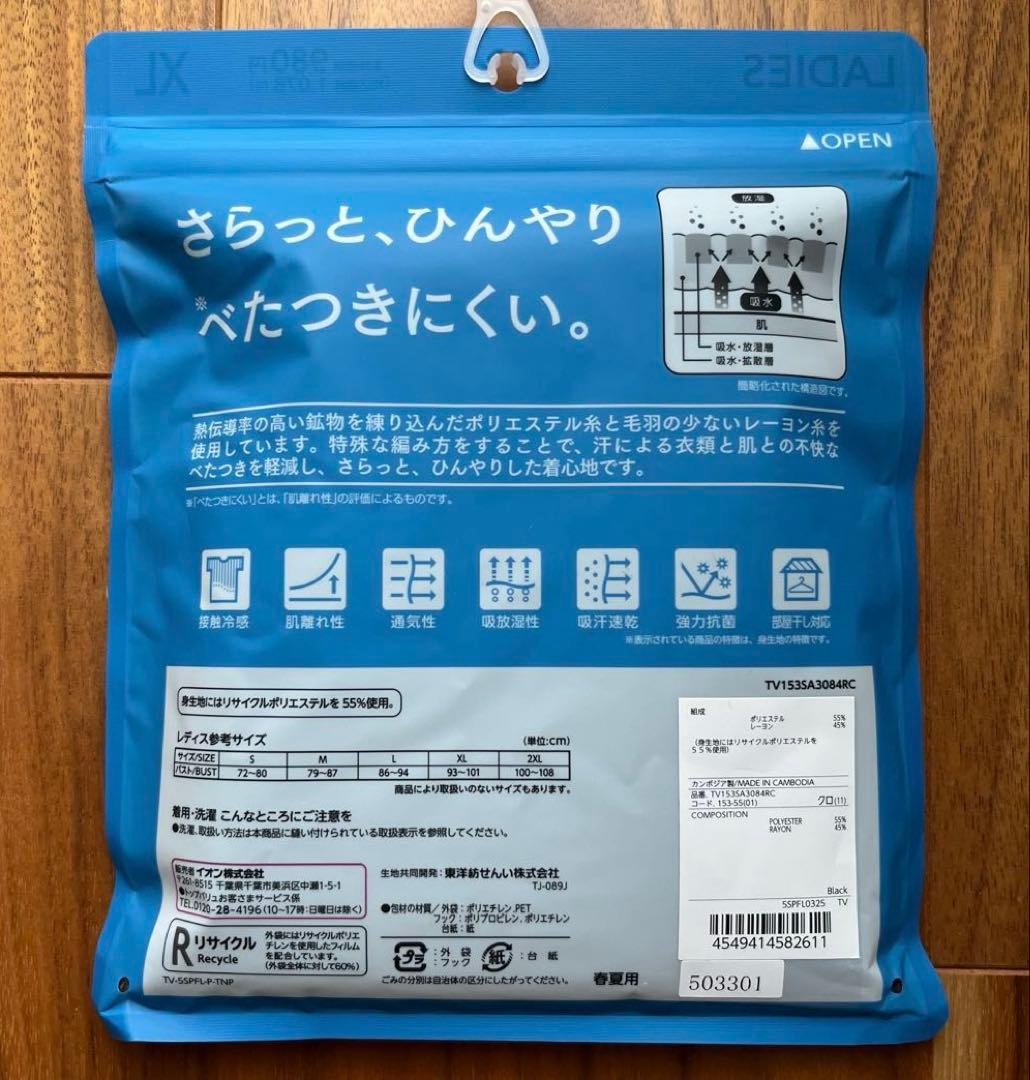 LADIES
980円
XL
▲OPEN
さらっと、ひんやり
※べたつきにくい。
放湿
吸水
肌
吸水・放湿層
吸水・拡散層
簡略化された構造図です。
熱伝導率の高い鉱物を練り込んだポリエステル糸と毛羽の少ないレーヨン糸を
使用しています。特殊な編み方をすることで、汗による衣類と肌との不快な
べたつきを軽減し、さらっと、ひんやりした着心地です。
※「べたつきにくい」とは、「肌離れ性」の評価によるものです。
接触冷感 肌離れ性 通気性 吸放湿性 吸汗速乾 強力抗菌 部屋干し対応
※表示されている商品の特徴は、身生地の特徴です。
TV153SA3084RC
身生地にはリサイクルポリエステルを55%使用。
レディス参考サイズ (単位:cm)
サイズ/SIZE S M L XL 2XL
バスト/BUST 72~80 79~87 86~94 93~101 100~108
商品により取扱いのないサイズもあります。
着用・洗濯 こんなところにご注意を
●洗濯、取扱い方法は本商品に縫い付けられている取扱表示を参照してください。
販売者 イオン株式会社
〒261-8515 千葉県千葉市美浜区中瀬1-5-1
●トップバリュお客さまサービス係
TEL.0120-28-4196(10~17時:日曜日は除く)
R リサイクル
Recycle
外袋にはリサイクルポリエ
チレンを使用したフィルム
を配合しています。
(外袋全体に対して60%)
TV-5SPFL-P-TNP
生地共同開発:東洋紡せんい株式会社
TJ-089J
●包材の材質/外袋:ポリエチレン,PET
フック:ポリプロピレン、ポリエチレン
台紙:紙
プラ :外袋
:フック
紙 :台紙
ごみの分別は自治体の区分にしたがってください。
春夏用
組成
ポリエステル 55%
レーヨン 45%
(身生地にはリサイクルポリエステルを
55%使用)
カンボジア製/MADE IN CAMBODIA
品番. TV153SA3084RC
コード. 153-55(01) クロ(11)
COMPOSITION
POLYESTER 55%
RAYON 45%
Black
5SPFL0325 TV
4549414582611
503301